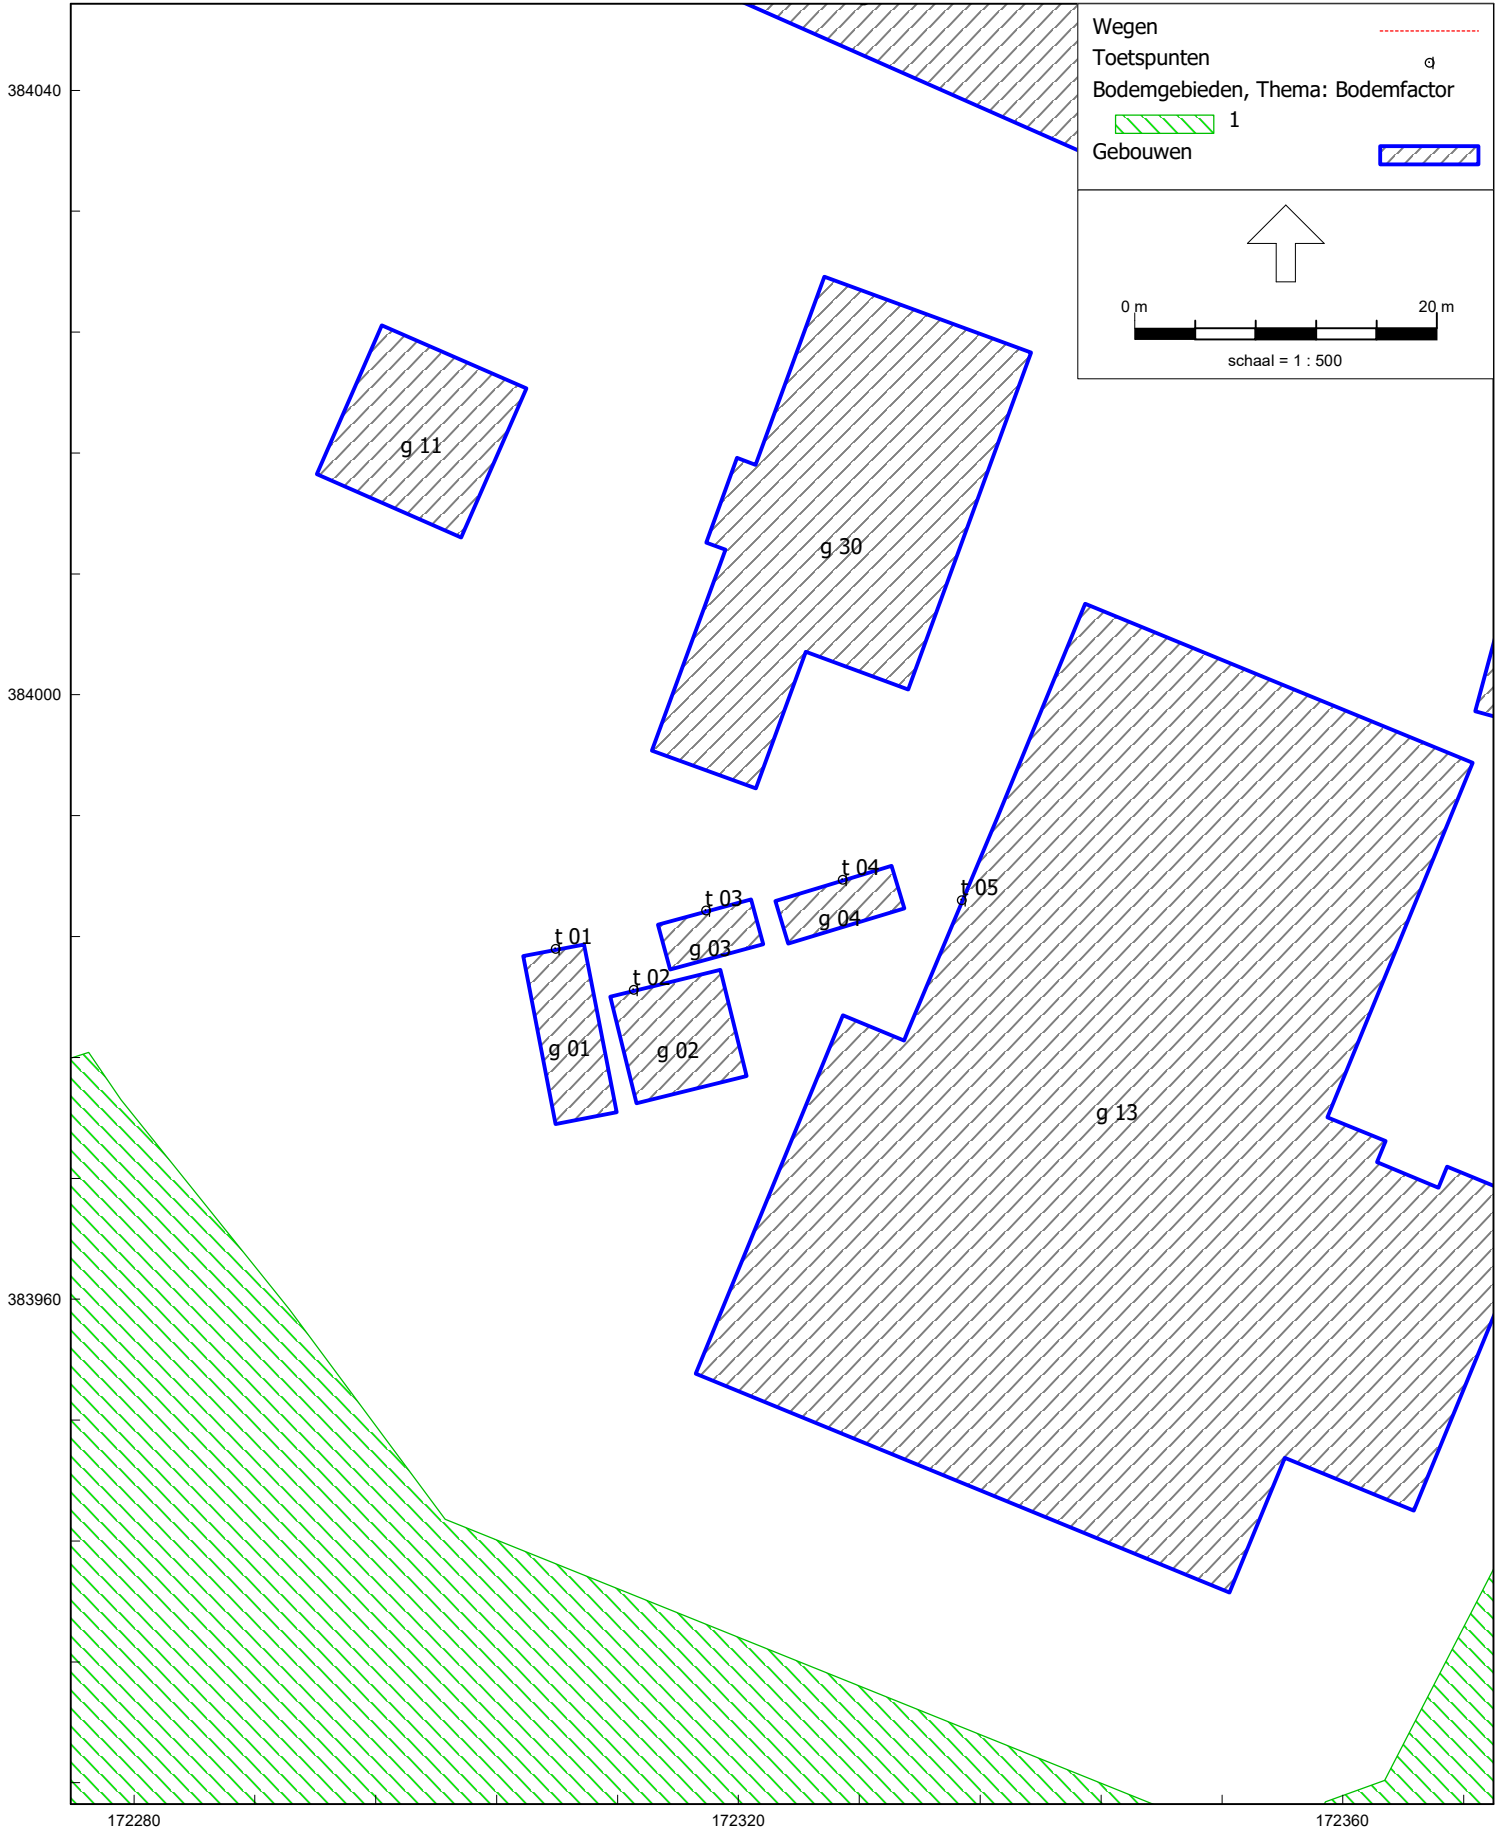 Wegen
Toetspunten
Bodemgebieden, Thema: Bodemfactor
1
Gebouwen
0 m
20 m
schaal = 1 : 500
384040
384000
383960
g 11
g 30
t 04
t 05
t 03
g 04
t 01
g 03
t 02
g 01
g 02
g 13
172280
172320
172360